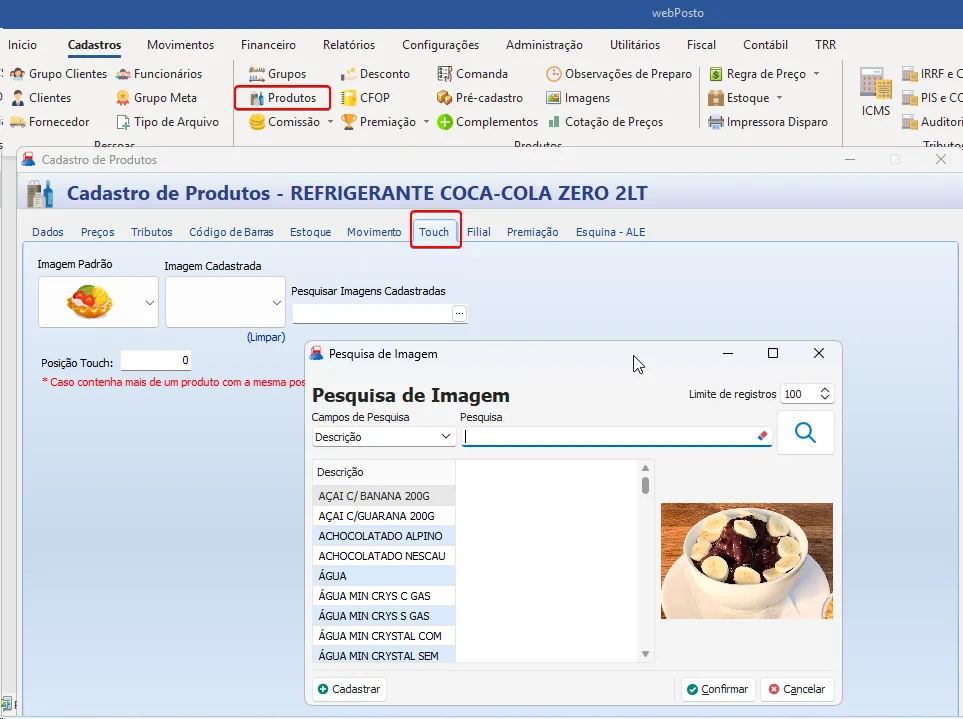 webPosto
Inicio Cadastros Movimentos Financeiro Relatórios Configurações Administração Utilitários Fiscal Contábil TRR
Grupo Clientes Funcionários Grupos Desconto Comanda Observações de Preparo Regra de Preço IRRF e C
Clientes Grupo Meta Produtos CFOP Pré-cadastro Imagens Estoque ICMS PIS e CO
Fornecedor Tipo de Arquivo Comissão Premiação Complementos Cotação de Preços Impressora Disparo Auditori
Pessoas Produtos Tributo
Cadastro de Produtos
Cadastro de Produtos - REFRIGERANTE COCA-COLA ZERO 2LT
Dados Preços Tributos Código de Barras Estoque Movimento Touch Filial Premiação Esquina - ALE
Imagem Padrão Imagem Cadastrada
Pesquisar Imagens Cadastradas
...
(Limpar)
Posição Touch: 0
* Caso contenha mais de um produto com a mesma pos
Pesquisa de Imagem
Pesquisa de Imagem
Limite de registros 100
Campos de Pesquisa Pesquisa
Descrição
Descrição
AÇAI C/ BANANA 200G
AÇAI C/GUARANA 200G
ACHOCOLATADO ALPINO
ACHOCOLATADO NESCAU
ÁGUA
ÁGUA MIN CRYS C GAS
ÁGUA MIN CRYS S GAS
ÁGUA MIN CRYSTAL COM
ÁGUA MIN CRYSTAL SEM
Cadastrar Confirmar Cancelar